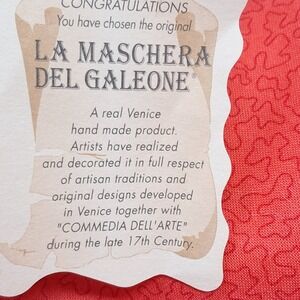 CONGRATULATIONS
You have chosen the original
LA MASCHERA
DEL GALEONE®
A real Venice
hand made product.
Artists have realized
and decorated it in full respect
of artisan traditions and
original designs developed
in Venice together with
"COMMEDIA DELL'ARTE"
during the late 17th Century.